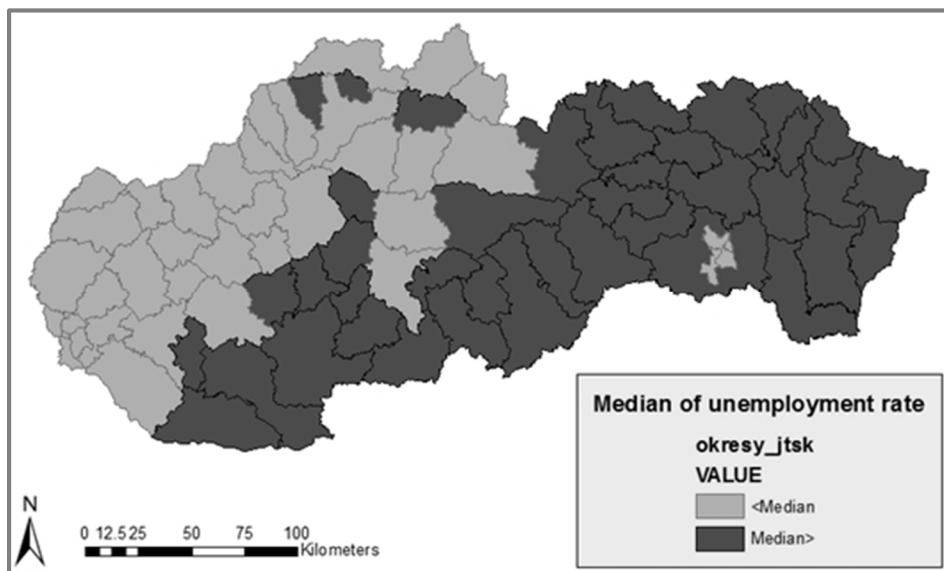 Median of unemployment rate
okresy_jtsk
VALUE
<Median
Median>
N
0 12.5 25 50 75 100
Kilometers